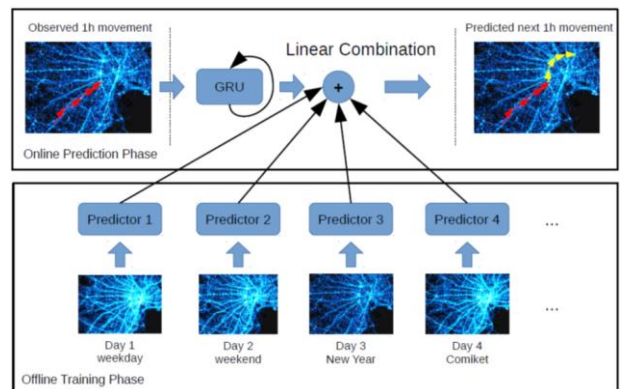 Observed 1h movement
Predicted next 1h movement
Linear Combination
GRU
+
Online Prediction Phase
Predictor 1
Predictor 2
Predictor 3
Predictor 4
...
...
Day 1
weekday
Day 2
weekend
Day 3
New Year
Day 4
Comiket
Offline Training Phase